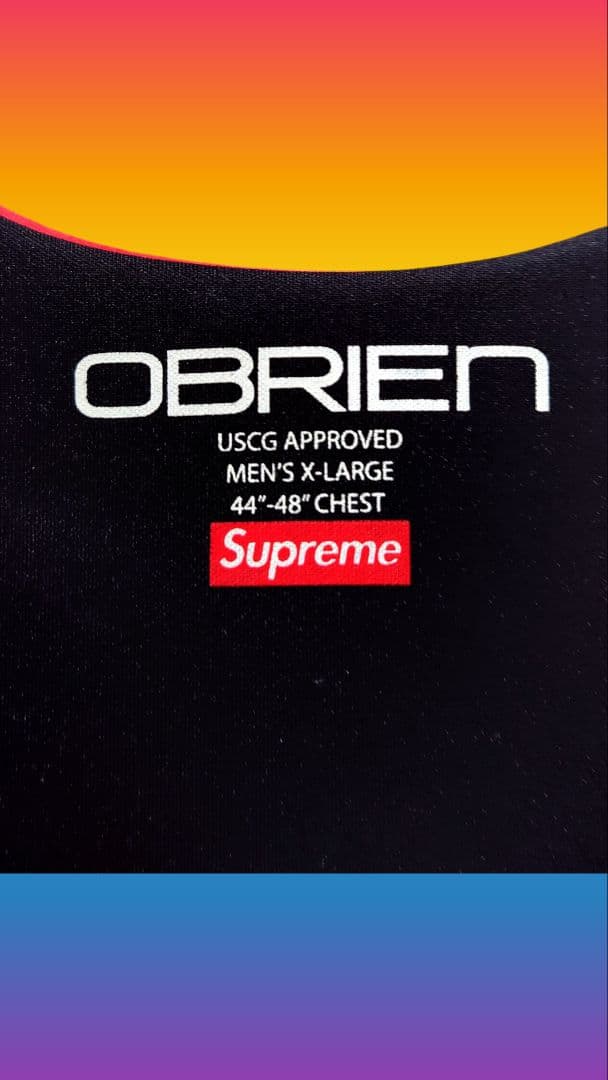 OBRIEN
USCG APPROVED
MEN'S X-LARGE
44"-48" CHEST
Supreme